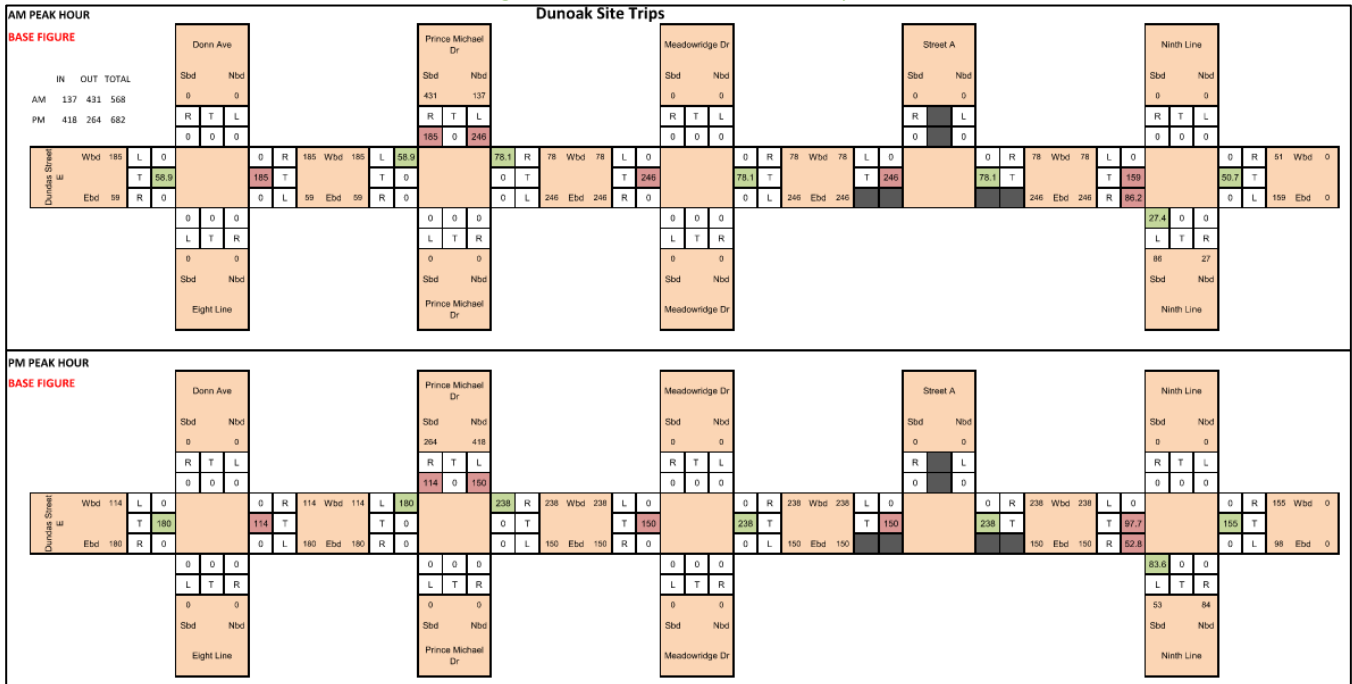 Dunoak Site Trips
AM PEAK HOUR
BASE FIGURE
IN OUT TOTAL
AM 137 431 568
PM 418 264 682
Donn Ave Prince Michael Dr Meadowridge Dr Street A Ninth Line
Sbd Nbd Sbd Nbd Sbd Nbd Sbd Nbd Sbd Nbd
0 0 431 137 0 0 0 0 0 0
R T L R T L R T L R L R T L
0 0 0 185 0 246 0 0 0 0 0 0 0 0
Dundas Street E
Wbd 185 L 0 0 R 185 Wbd 185 L 58.9 78.1 R 78 Wbd 78 L 0 0 R 78 Wbd 78 L 0 0 R 78 Wbd 78 L 0 0 R 51 Wbd 0
T 58.9 185 T T 0 0 T T 246 78.1 T T 246 78.1 T T 159 50.7 T
Ebd 59 R 0 0 L 59 Ebd 59 R 0 0 L 246 Ebd 246 R 0 0 L 246 Ebd 246 246 Ebd 246 R 86.2 0 L 159 Ebd 0
0 0 0 0 0 0 0 0 0 27.4 0 0
L T R L T R L T R L T R
0 0 0 0 0 0 86 27
Sbd Nbd Sbd Nbd Sbd Nbd Sbd Nbd
Eight Line Prince Michael Dr Meadowridge Dr Ninth Line
PM PEAK HOUR
BASE FIGURE
Donn Ave Prince Michael Dr Meadowridge Dr Street A Ninth Line
Sbd Nbd Sbd Nbd Sbd Nbd Sbd Nbd Sbd Nbd
0 0 264 418 0 0 0 0 0 0
R T L R T L R T L R L R T L
0 0 0 114 0 150 0 0 0 0 0 0 0 0
Dundas Street E
Wbd 114 L 0 0 R 114 Wbd 114 L 180 238 R 238 Wbd 238 L 0 0 R 238 Wbd 238 L 0 0 R 238 Wbd 238 L 0 0 R 155 Wbd 0
T 180 114 T T 0 0 T T 150 238 T T 150 238 T T 97.7 155 T
Ebd 180 R 0 0 L 180 Ebd 180 R 0 0 L 150 Ebd 150 R 0 0 L 150 Ebd 150 150 Ebd 150 R 52.8 0 L 98 Ebd 0
0 0 0 0 0 0 0 0 0 83.6 0 0
L T R L T R L T R L T R
0 0 0 0 0 0 53 84
Sbd Nbd Sbd Nbd Sbd Nbd Sbd Nbd
Eight Line Prince Michael Dr Meadowridge Dr Ninth Line